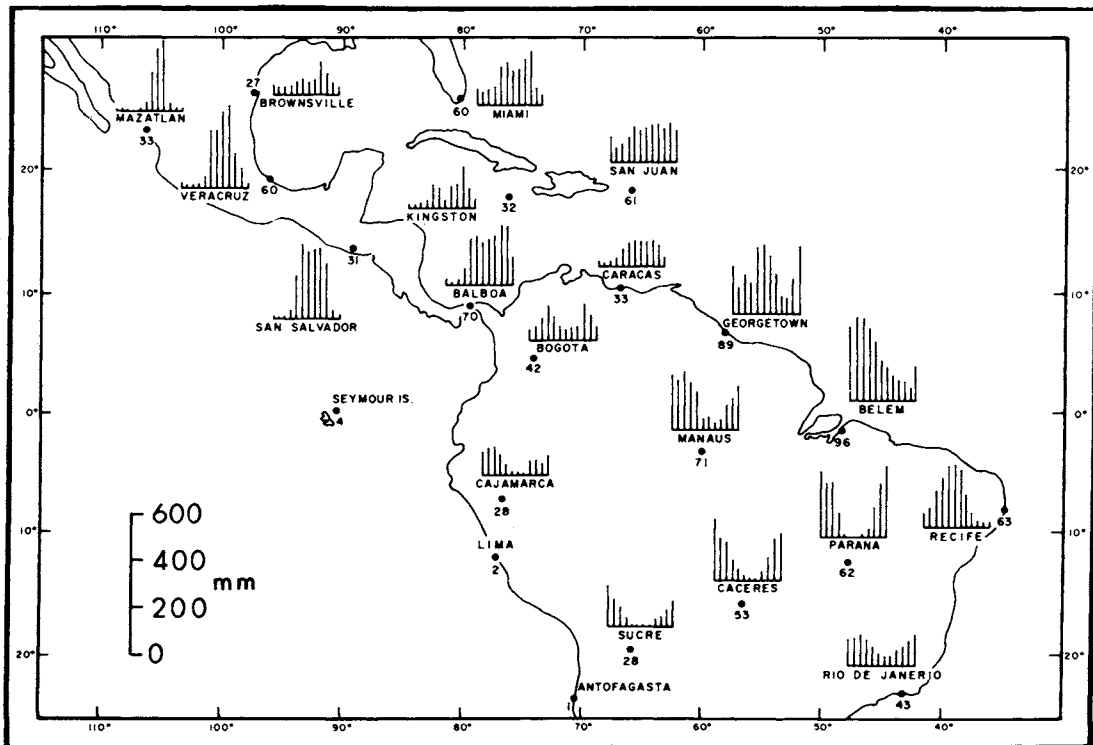 110° 100° 90° 80° 70° 60° 50° 40°
27
BROWNSVILLE
MAZATLAN
33
60
MIAMI
20° 20°
VERACRUZ
60
SAN JUAN
61
KINGSTON
32
31
SAN SALVADOR
BALBOA
70
CARACAS
33
10° 10°
GEORGETOWN
89
BOGOTA
42
SEYMOUR IS.
4
0° 0°
BELEM
96
MANAUS
71
CAJAMARCA
28
RECIFE
63
PARANA
62
10° 10°
LIMA
2
600
400
mm
200
0
CACERES
53
SUCRE
28
20° 20°
RIO DE JANERIO
43
ANTOFAGASTA
1
110° 100° 90° 80° 70° 60° 50° 40°